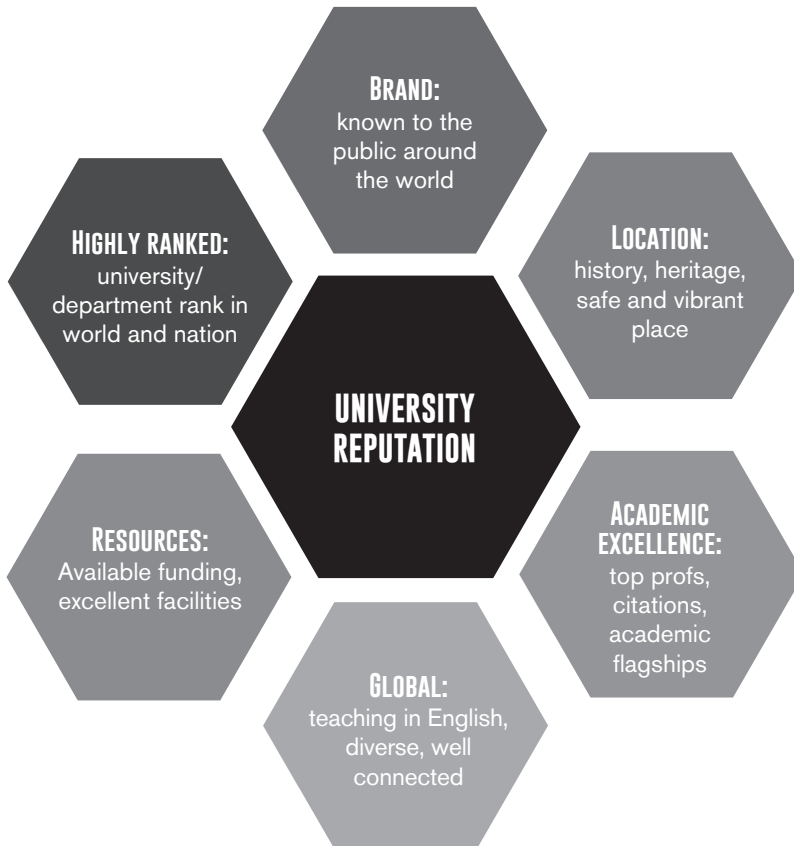 BRAND:
known to the
public around
the world
HIGHLY RANKED:
university/
department rank in
world and nation
LOCATION:
history, heritage,
safe and vibrant
place
UNIVERSITY
REPUTATION
RESOURCES:
Available funding,
excellent facilities
ACADEMIC
EXCELLENCE:
top profs,
citations,
academic
flagships
GLOBAL:
teaching in English,
diverse, well
connected